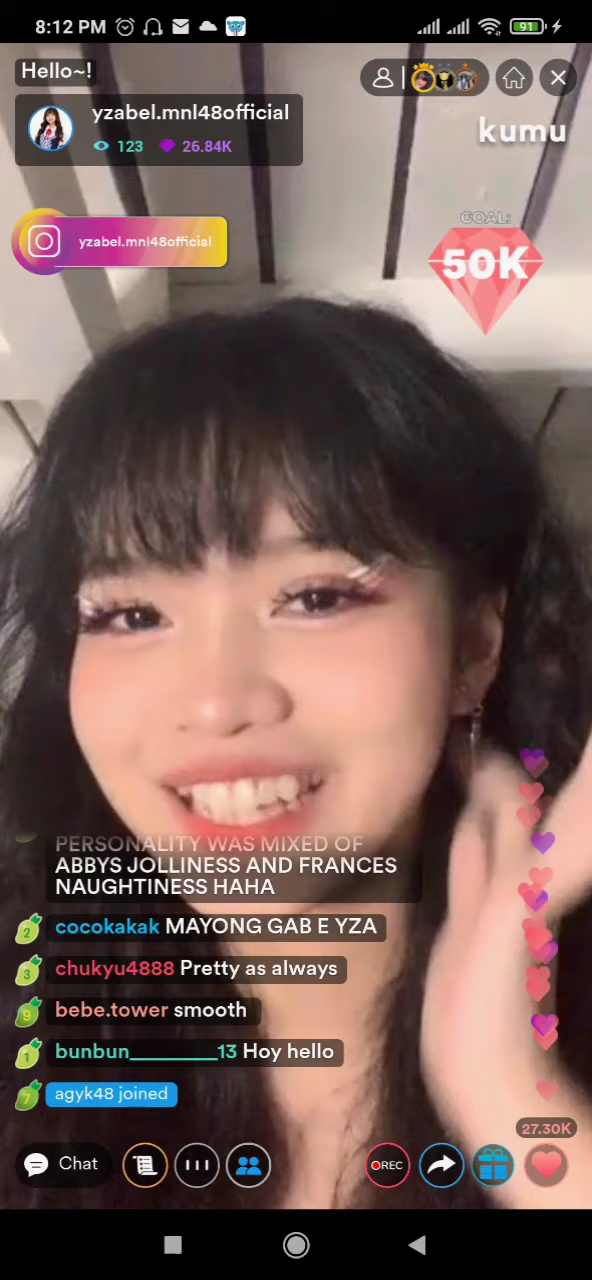 8:12 PM
91
Hello~!
yzabel.mnl48official
123 26.84K
kumu
yzabel.mnl48official
GOAL:
50K
PERSONALITY WAS MIXED OF
ABBYS JOLLINESS AND FRANCES
NAUGHTINESS HAHA
2 cocokakak MAYONG GAB E YZA
3 chukyu4888 Pretty as always
9 bebe.tower smooth
1 bunbun________13 Hoy hello
7 agyk48 joined
27.30K
Chat
REC